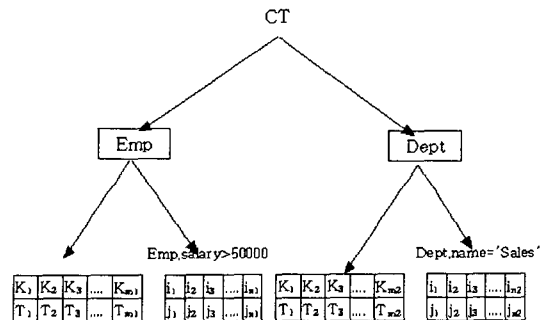 CT
Emp
Dept
Emp,salary>50000
Dept,name='Sales'
K₁ K₂ K₃ .... Kₘ₁
T₁ T₂ T₃ .... Tₘ₁
i₁ i₂ i₃ .... iₙ₁
j₁ j₂ j₃ .... jₙ₁
K₁ K₂ K₃ .... Kₘ₂
T₁ T₂ T₃ .... Tₘ₂
i₁ i₂ i₃ .... iₙ₂
j₁ j₂ j₃ .... jₙ₂